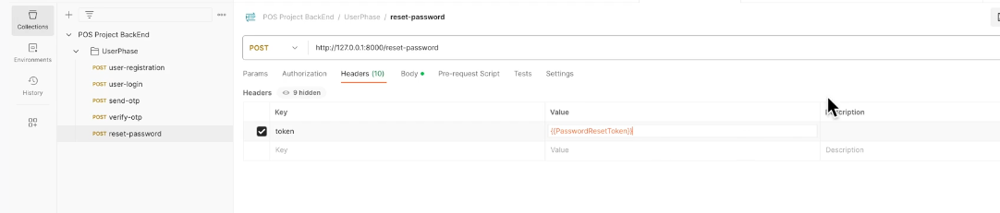 Collections
Environments
History
POS Project BackEnd
UserPhase
POST user-registration
POST user-login
POST send-otp
POST verify-otp
POST reset-password
HTTP POS Project BackEnd / UserPhase / reset-password
POST http://127.0.0.1:8000/reset-password
Params Authorization Headers (10) Body Pre-request Script Tests Settings
Headers 9 hidden
Key Value Description
token {{PasswordResetToken}}
Key Value Description